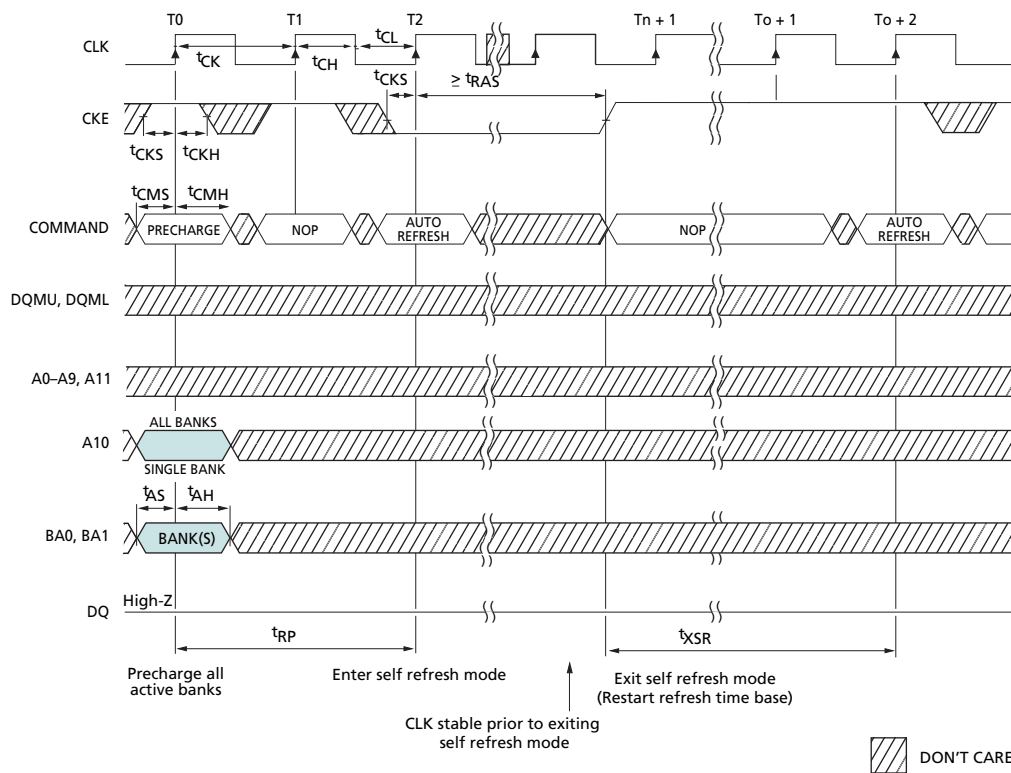 T0 T1 T2 Tn + 1 To + 1 To + 2
CLK
tCK tCH tCL
tCKS ≥ tRAS
CKE
tCKS tCKH
tCMS tCMH
COMMAND PRECHARGE NOP AUTO REFRESH NOP AUTO REFRESH
DQMU, DQML
A0–A9, A11
ALL BANKS
A10
SINGLE BANK
tAS tAH
BA0, BA1 BANK(S)
High-Z
DQ
tRP tXSR
Precharge all
active banks
Enter self refresh mode
Exit self refresh mode
(Restart refresh time base)
CLK stable prior to exiting
self refresh mode
DON'T CARE